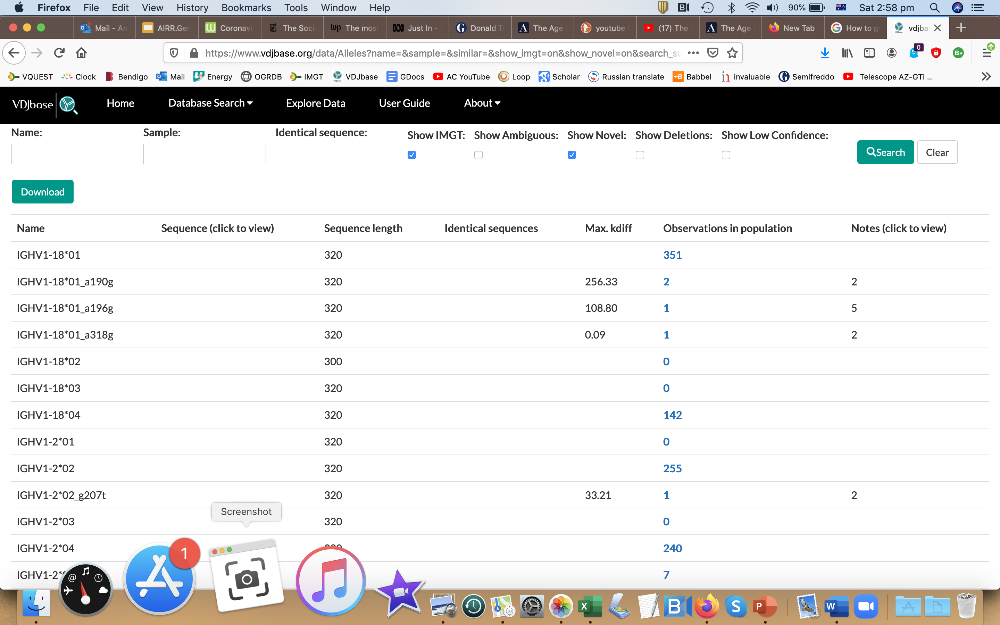 Firefox File Edit View History Bookmarks Tools Window Help 90% Sat 2:58 pm
Mail - An AIRR.Ger Coronavi The Soci The most Just In - Donald T The Age youtube (17) The The Age New Tab How to g vdjba
https://www.vdjbase.org/data/Alleles?name=&sample=&similar=&show_imgt=on&show_novel=on&search_su 0 B+
VQUEST Clock Bendigo Mail Energy OGRDB IMGT VDJbase GDocs AC YouTube Loop Scholar Russian translate +B Babbel in invaluable Semifreddo Telescope AZ-GTi ...
VDJbase Home Database Search Explore Data User Guide About
Name: Sample: Identical sequence: Show IMGT: Show Ambiguous: Show Novel: Show Deletions: Show Low Confidence:
Search Clear
Download
Name Sequence (click to view) Sequence length Identical sequences Max. kdiff Observations in population Notes (click to view)
IGHV1-18*01 320 351
IGHV1-18*01_a190g 320 256.33 2 2
IGHV1-18*01_a196g 320 108.80 1 5
IGHV1-18*01_a318g 320 0.09 1 2
IGHV1-18*02 300 0
IGHV1-18*03 320 0
IGHV1-18*04 320 142
IGHV1-2*01 320 0
IGHV1-2*02 320 255
IGHV1-2*02_g207t 320 33.21 1 2
Screenshot
IGHV1-2*03 320 0
IGHV1-2*04 240
1
IGHV1-2* 7